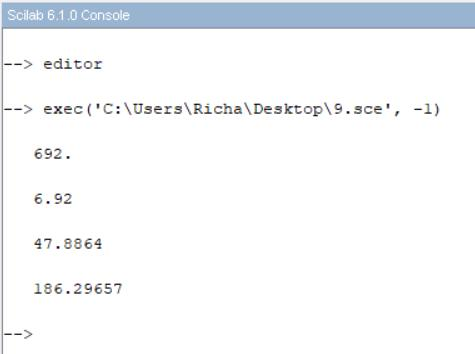 Scilab 6.1.0 Console
--> editor
--> exec('C:\Users\Richa\Desktop\9.sce', -1)
692.
6.92
47.8864
186.29657
-->